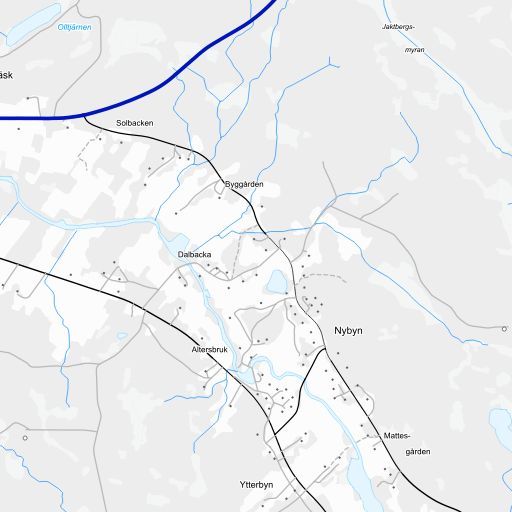 Olltjärnen
Jaktbergs-
myran
äsk
Solbacken
Byggården
Dalbacka
Nybyn
Altersbruk
Mattes-
gården
Ytterbyn